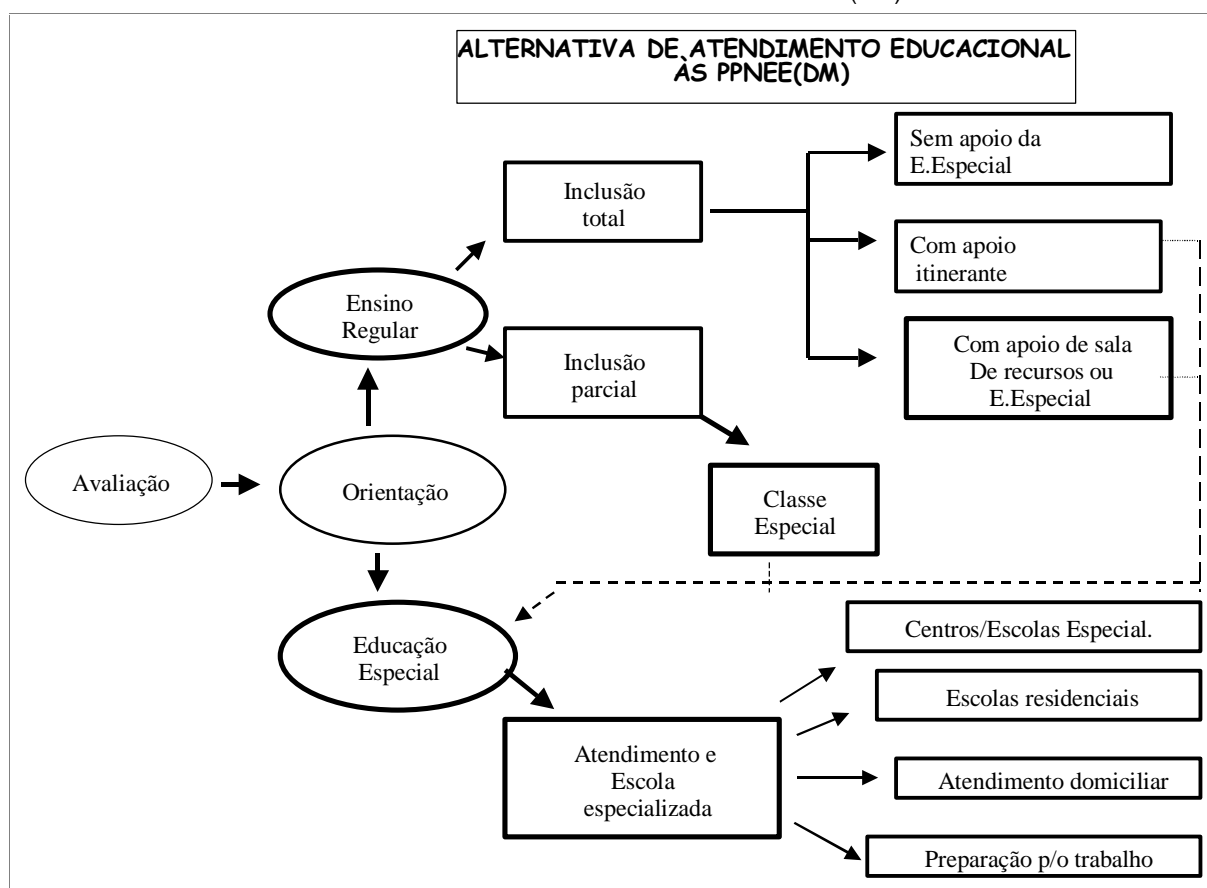 ALTERNATIVA DE ATENDIMENTO EDUCACIONAL
ÀS PPNEE(DM)
Sem apoio da
E.Especial
Inclusão
total
Com apoio
itinerante
Ensino
Regular
Com apoio de sala
De recursos ou
E.Especial
Inclusão
parcial
Avaliação
Orientação
Classe
Especial
Educação
Especial
Centros/Escolas Especial.
Escolas residenciais
Atendimento e
Escola
especializada
Atendimento domiciliar
Preparação p/o trabalho